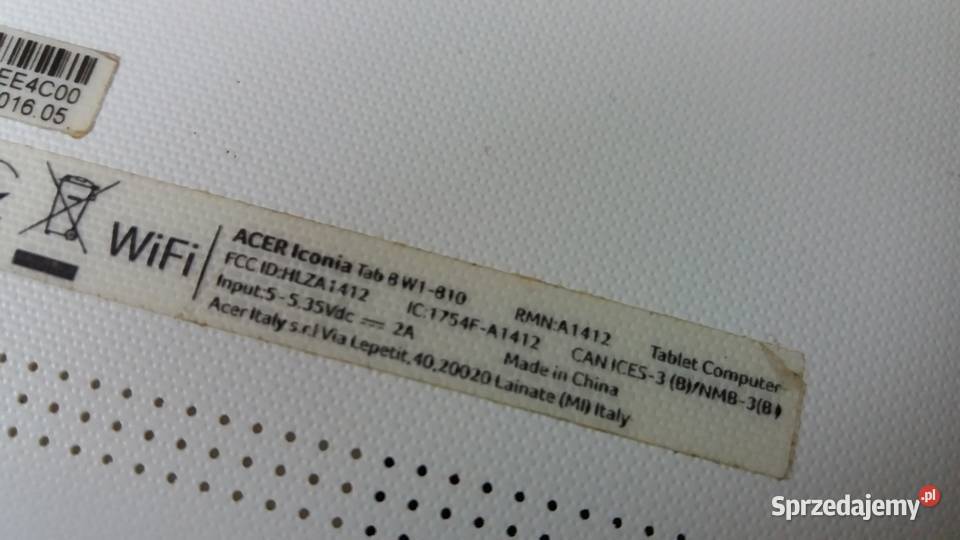 EE4C00
016.05
WiFi
ACER Iconia Tab 8 W1-810 RMN:A1412 Tablet Computer
FCC ID:HLZA1412 IC:1754F-A1412 CAN ICES-3 (B)/NMB-3(B)
Input:5-5.35Vdc ⎓ 2A Made in China
Acer Italy s.r.l Via Lepetit,40,20020 Lainate (MI) Italy
Sprzedajemy.pl